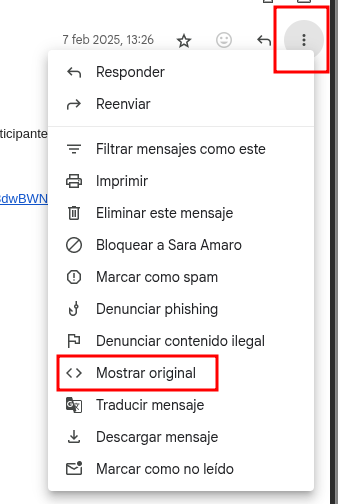 7 feb 2025, 13:26
Responder
Reenviar
ticipante
Filtrar mensajes como este
Imprimir
dwBWN
Eliminar este mensaje
Bloquear a Sara Amaro
Marcar como spam
Denunciar phishing
Denunciar contenido ilegal
Mostrar original
Traducir mensaje
Descargar mensaje
Marcar como no leído